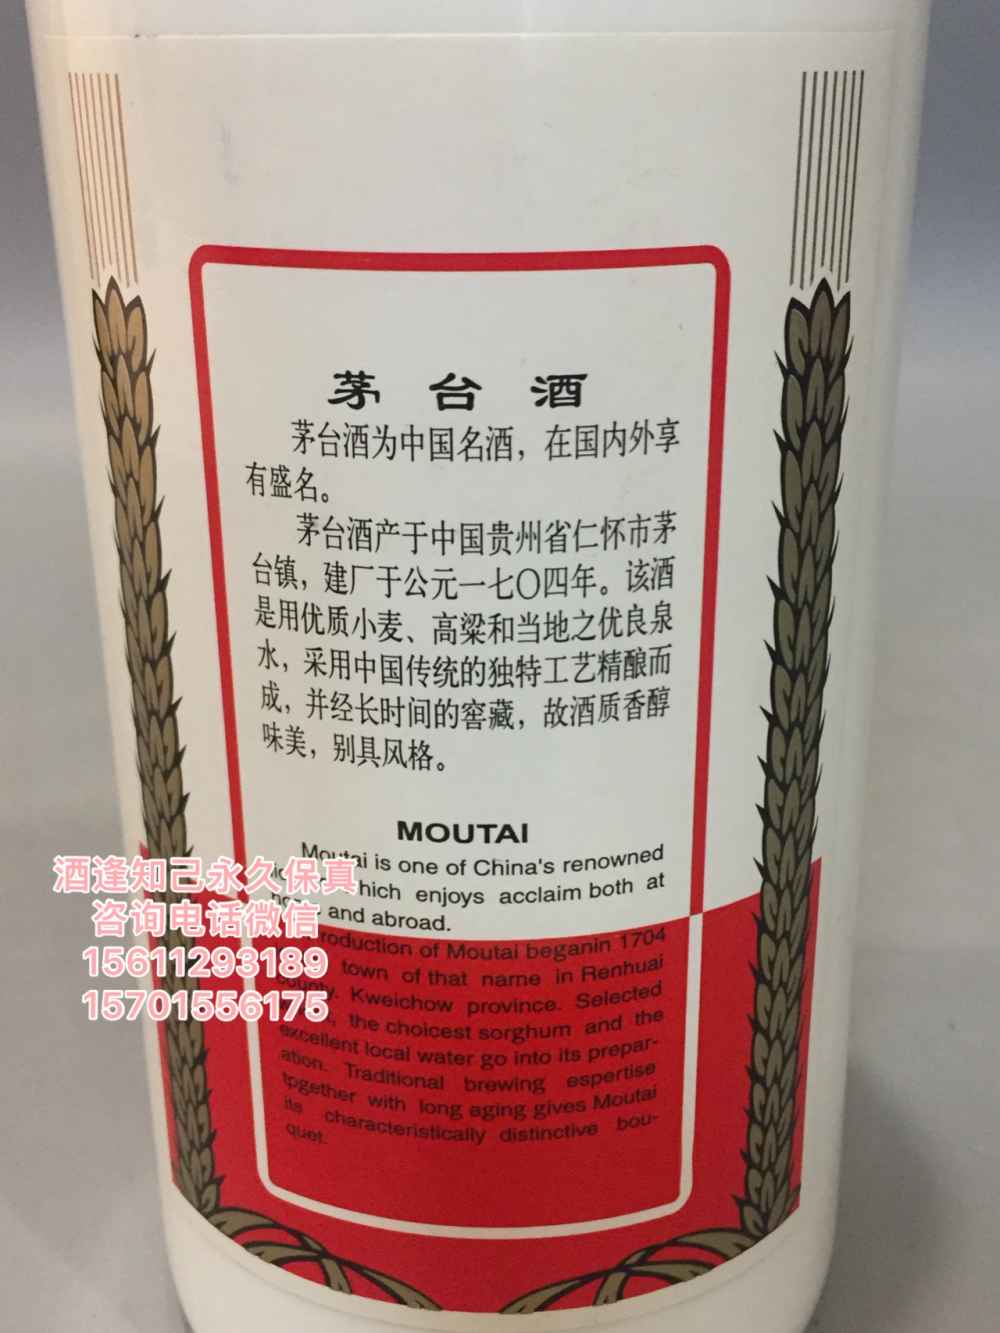 茅台酒
茅台酒为中国名酒，在国内外享
有盛名。
茅台酒产于中国贵州省仁怀市茅
台镇，建厂于公元一七〇四年。该酒
是用优质小麦、高粱和当地之优良泉
水，采用中国传统的独特工艺精酿而
成，并经长时间的窖藏，故酒质香醇
味美，别具风格。
MOUTAI
Moutai is one of China's renowned
which enjoys acclaim both at
and abroad.
production of Moutai beganin 1704
town of that name in Renhuai
county. Kweichow province. Selected
the choicest sorghum and the
excellent local water go into its prepar-
ation. Traditional brewing espertise
tpgether with long aging gives Moutai
its characteristically distinctive bou-
quet.
酒逢知己永久保真
咨询电话微信
15611293189
15701556175